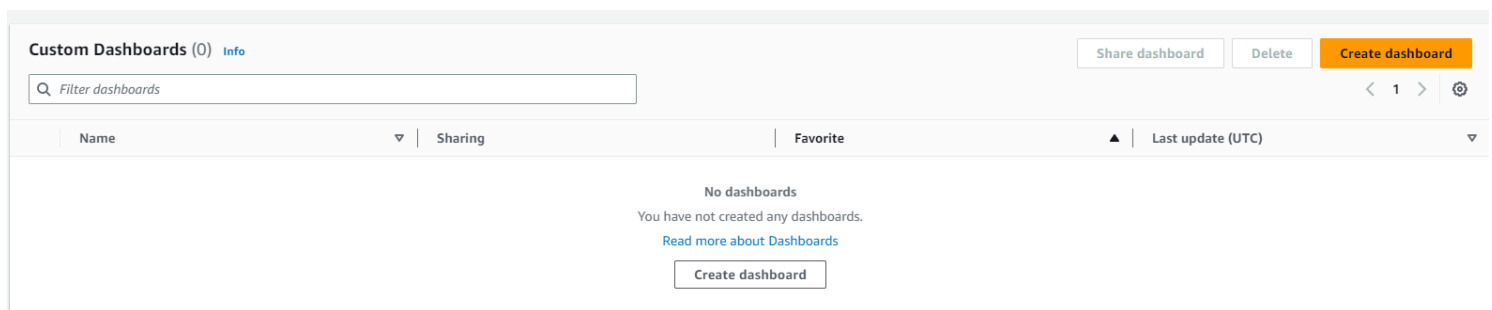 Custom Dashboards (0) Info
Share dashboard Delete Create dashboard
Filter dashboards
1
Name Sharing Favorite Last update (UTC)
No dashboards
You have not created any dashboards.
Read more about Dashboards
Create dashboard